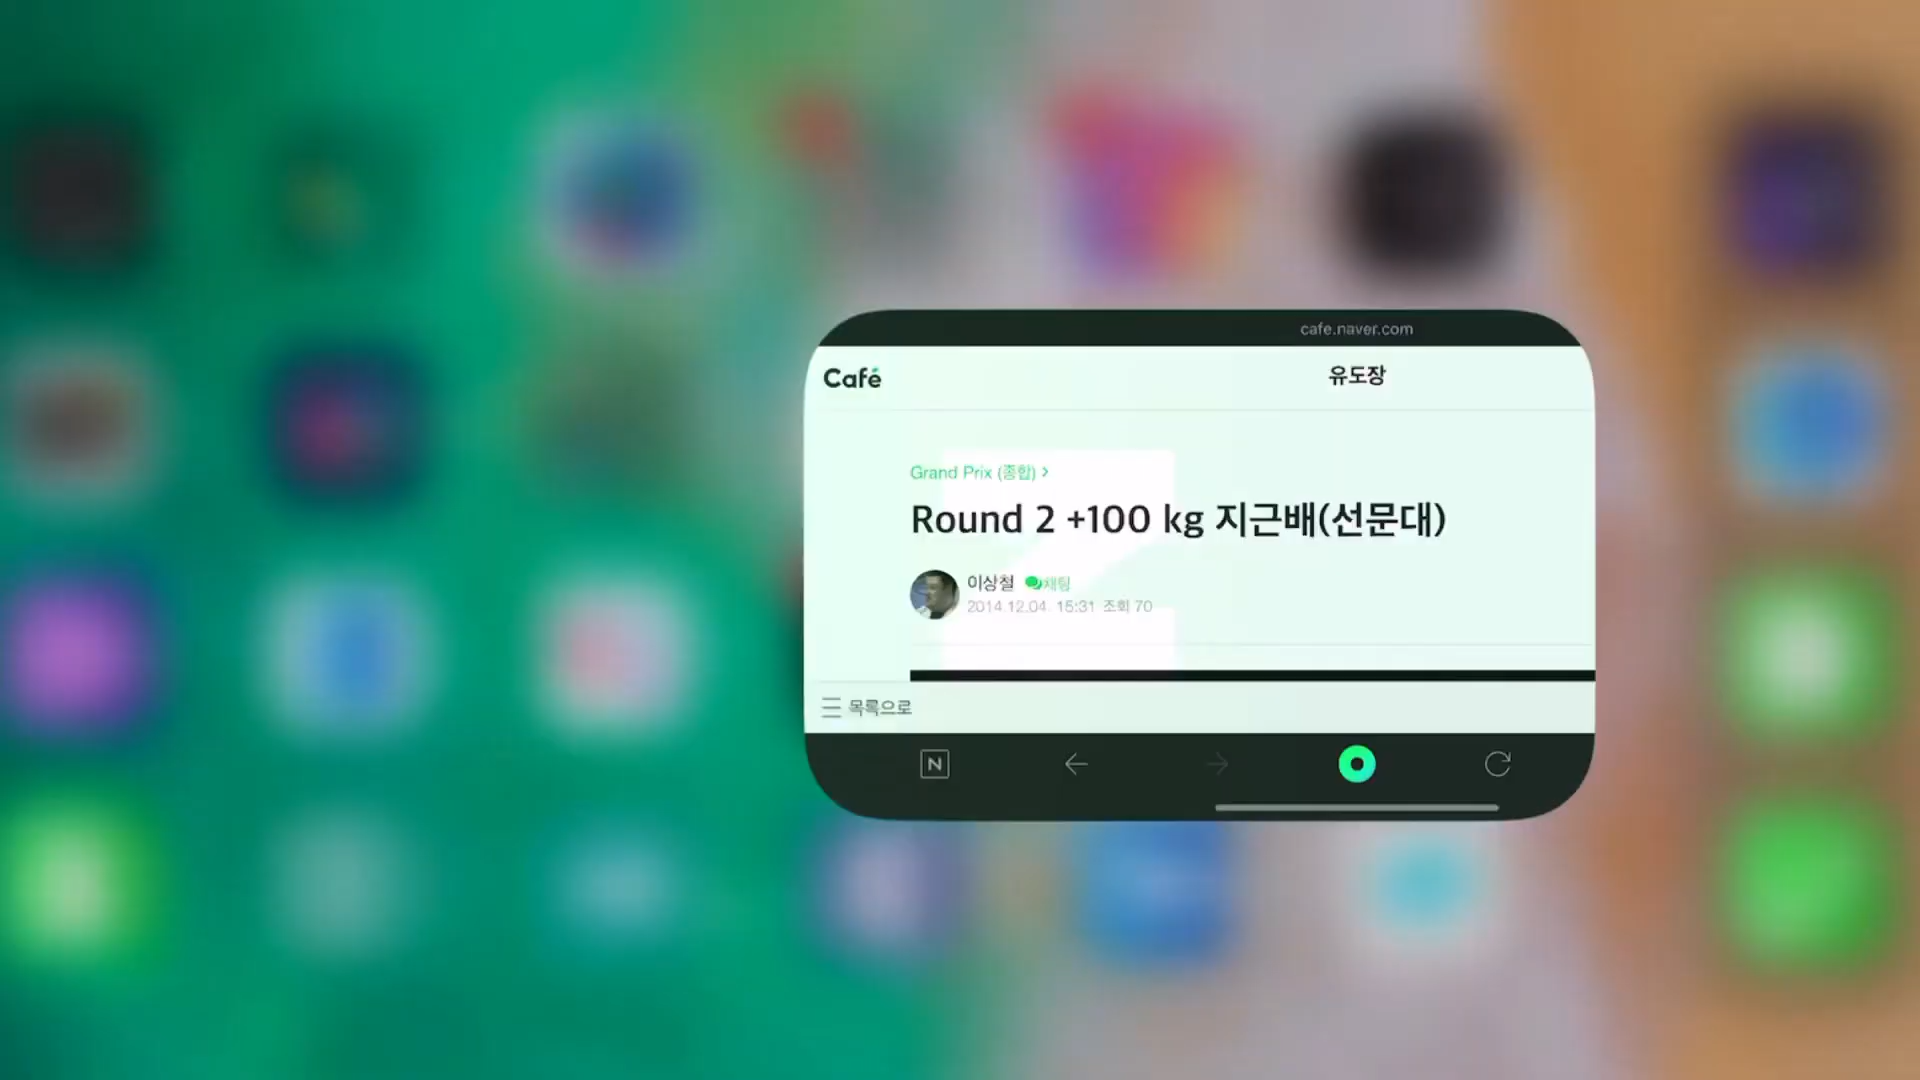 cafe.naver.com
Café
유도장
Grand Prix (종합) >
Round 2 +100 kg 지근배(선문대)
이상철 채팅
2014.12.04. 15:31 조회 70
목록으로
N